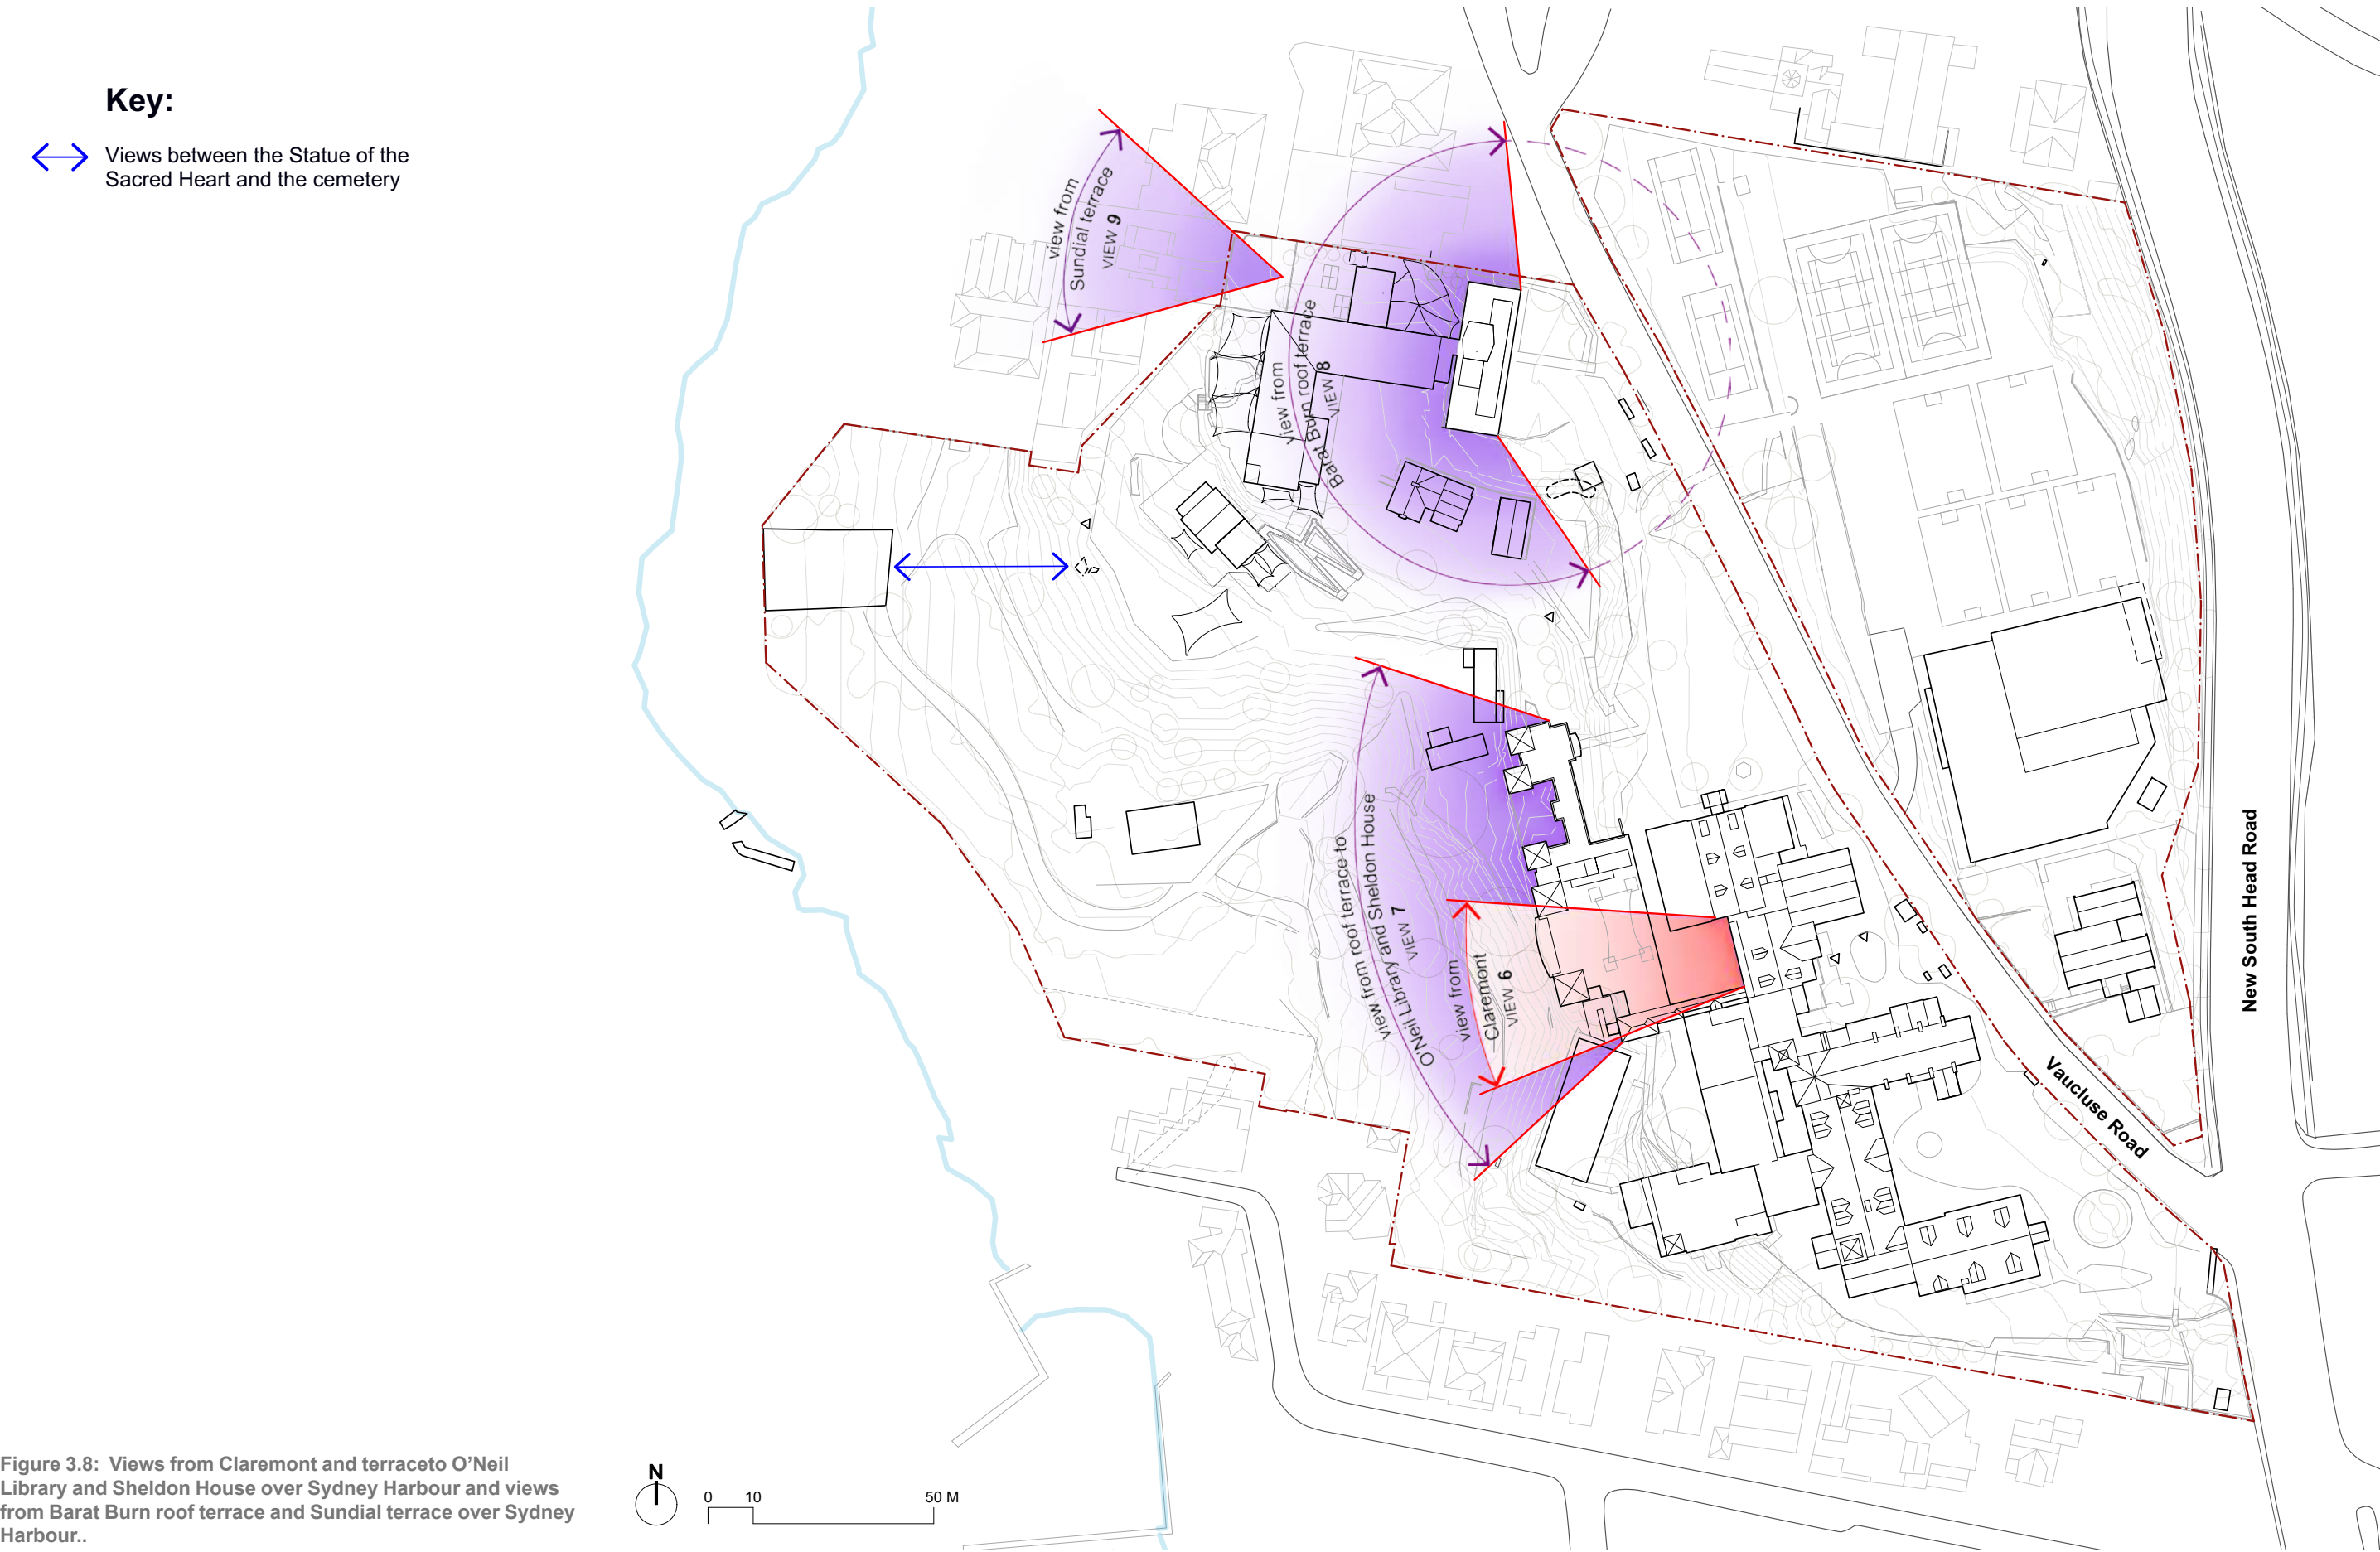 Key:
Views between the Statue of the
Sacred Heart and the cemetery
view from
Sundial terrace
VIEW 9
view from
Barat Burn roof terrace
VIEW 8
view from roof terrace to
O'Neil Library and Sheldon House
VIEW 7
view from
Claremont
VIEW 6
New South Head Road
Vaucluse Road
Figure 3.8: Views from Claremont and terraceto O'Neil
Library and Sheldon House over Sydney Harbour and views
from Barat Burn roof terrace and Sundial terrace over Sydney
Harbour..
N
0 10 50 M